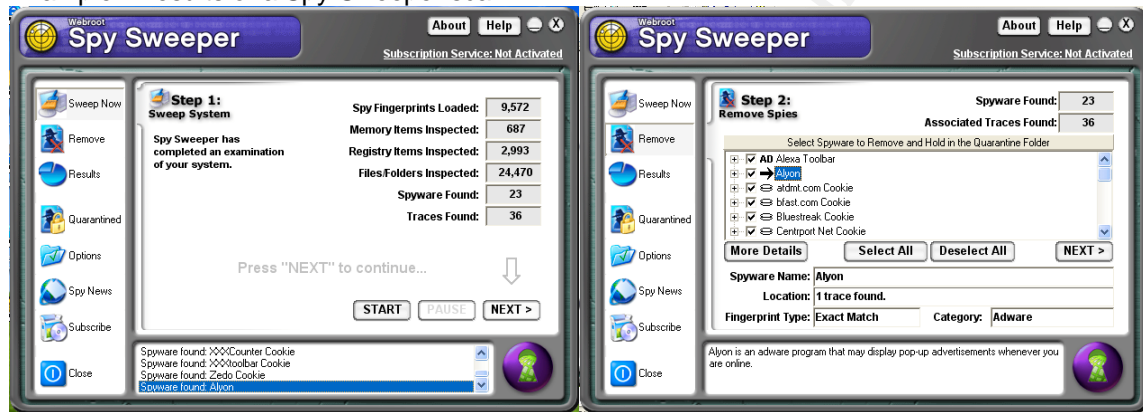 Webroot
Spy Sweeper
About Help
Subscription Service: Not Activated
Sweep Now
Remove
Results
Quarantined
Options
Spy News
Subscribe
Close
Step 1:
Sweep System
Spy Sweeper has
completed an examination
of your system.
Spy Fingerprints Loaded: 9,572
Memory Items Inspected: 687
Registry Items Inspected: 2,993
Files/Folders Inspected: 24,470
Spyware Found: 23
Traces Found: 36
Press "NEXT" to continue...
START PAUSE NEXT >
Spyware found: XXXCounter Cookie
Spyware found: XXXtoolbar Cookie
Spyware found: Zedo Cookie
Spyware found: Alyon
Webroot
Spy Sweeper
About Help
Subscription Service: Not Activated
Sweep Now
Remove
Results
Quarantined
Options
Spy News
Subscribe
Close
Step 2:
Remove Spies
Spyware Found: 23
Associated Traces Found: 36
Select Spyware to Remove and Hold in the Quarantine Folder
AD Alexa Toolbar
Alyon
atdmt.com Cookie
bfast.com Cookie
Bluestreak Cookie
Centrport Net Cookie
More Details Select All Deselect All NEXT >
Spyware Name: Alyon
Location: 1 trace found.
Fingerprint Type: Exact Match Category: Adware
Alyon is an adware program that may display pop-up advertisements whenever you
are online.